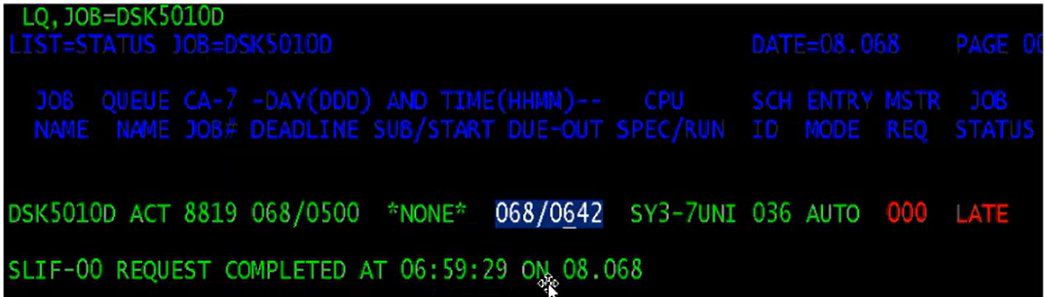 LQ,JOB=DSK5010D
LIST=STATUS JOB=DSK5010D DATE=08.068 PAGE 00
JOB QUEUE CA-7 -DAY(DDD) AND TIME(HHMM)-- CPU SCH ENTRY MSTR JOB
NAME NAME JOB# DEADLINE SUB/START DUE-OUT SPEC/RUN ID MODE REQ STATUS
DSK5010D ACT 8819 068/0500 *NONE* 068/0642 SY3-7UNI 036 AUTO 000 LATE
SLIF-00 REQUEST COMPLETED AT 06:59:29 ON 08.068